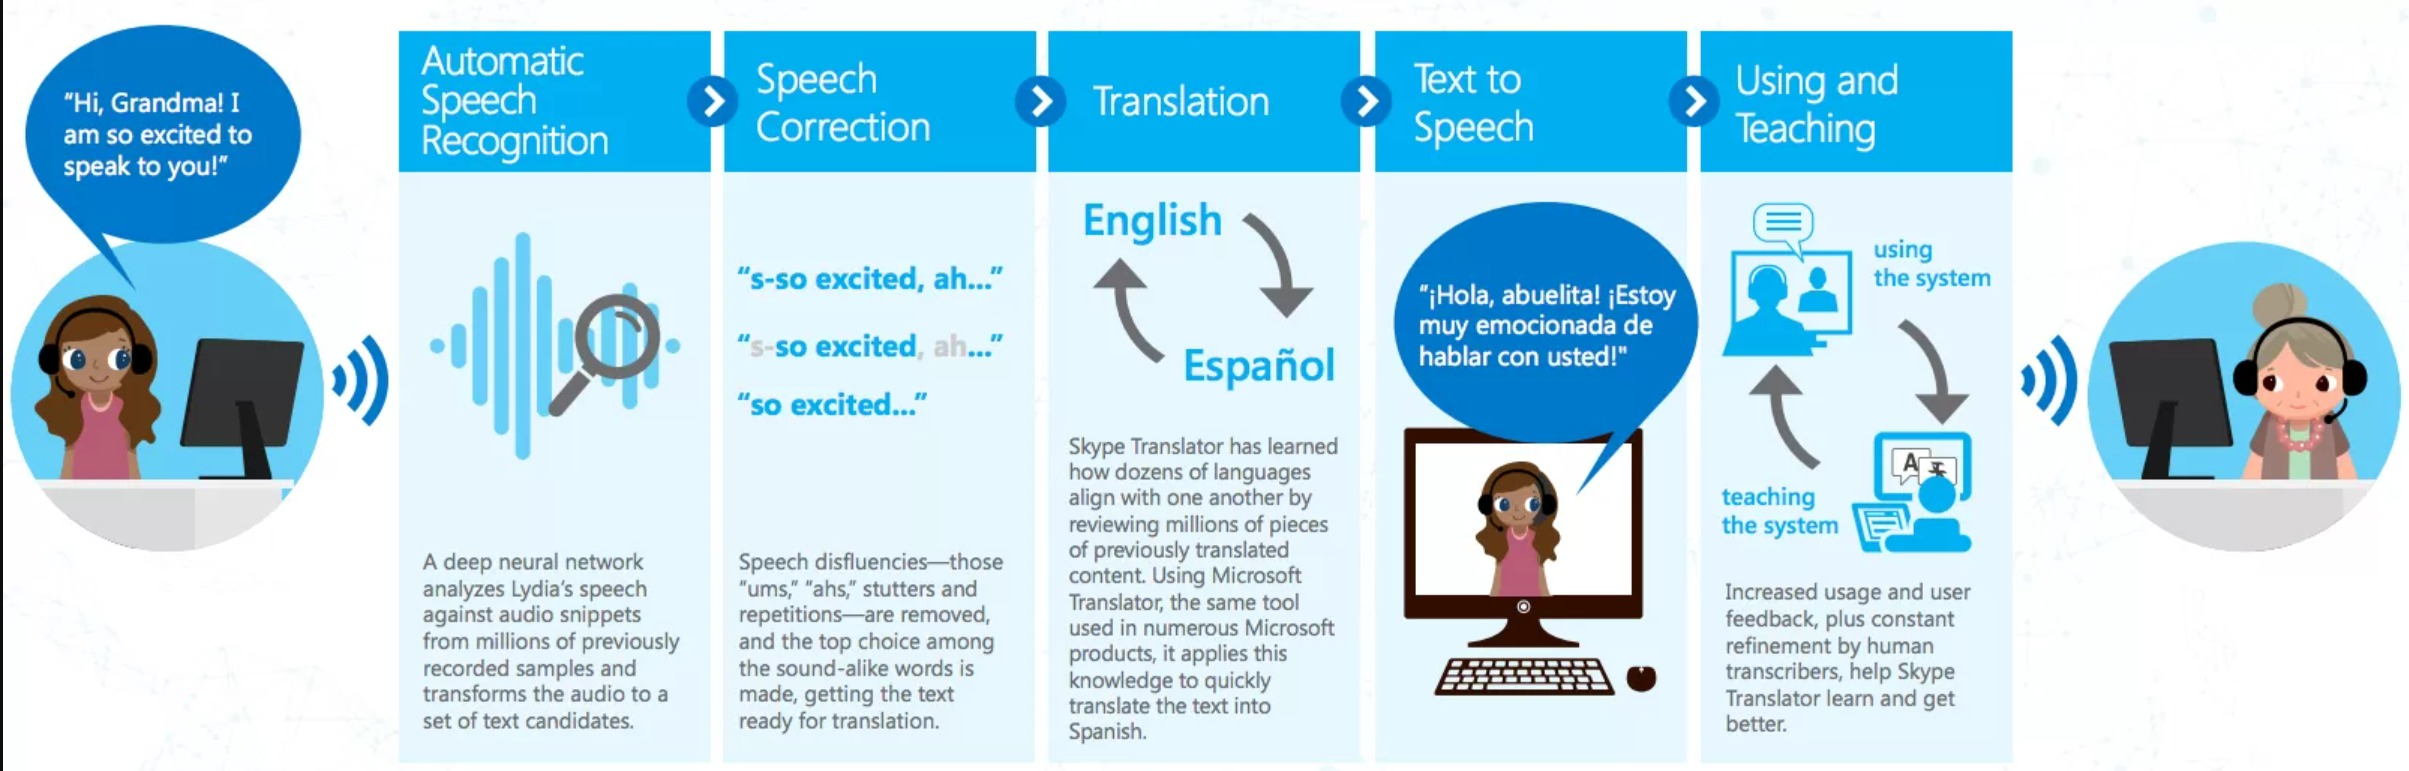 "Hi, Grandma! I
am so excited to
speak to you!"
Automatic
Speech
Recognition
A deep neural network
analyzes Lydia's speech
against audio snippets
from millions of previously
recorded samples and
transforms the audio to a
set of text candidates.
Speech
Correction
"s-so excited, ah..."
"s-so excited, ah..."
"so excited..."
Speech disfluencies—those
"ums," "ahs," stutters and
repetitions—are removed,
and the top choice among
the sound-alike words is
made, getting the text
ready for translation.
Translation
English
Español
Skype Translator has learned
how dozens of languages
align with one another by
reviewing millions of pieces
of previously translated
content. Using Microsoft
Translator, the same tool
used in numerous Microsoft
products, it applies this
knowledge to quickly
translate the text into
Spanish.
Text to
Speech
"¡Hola, abuelita! ¡Estoy
muy emocionada de
hablar con usted!"
Using and
Teaching
using
the system
A
teaching
the system
Increased usage and user
feedback, plus constant
refinement by human
transcribers, help Skype
Translator learn and get
better.